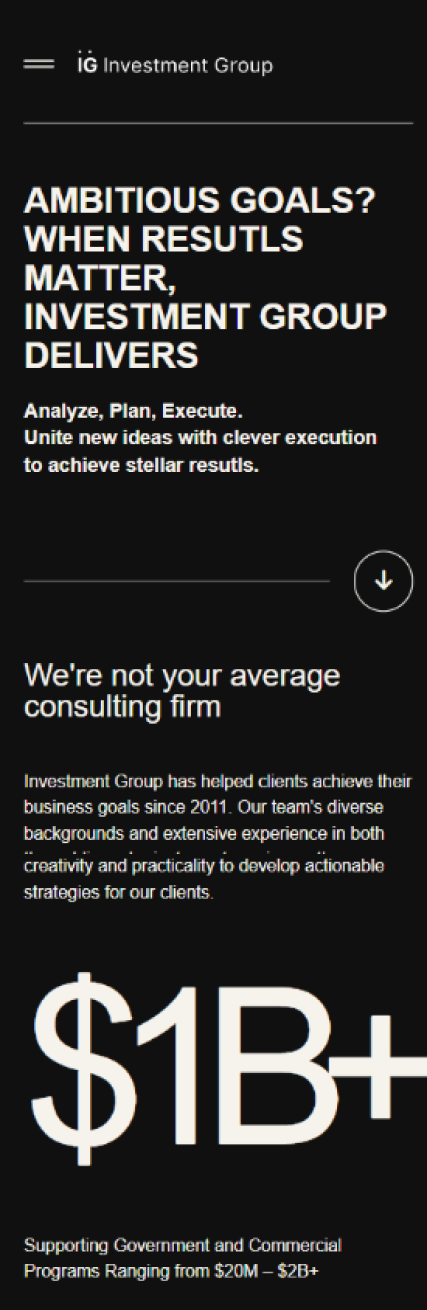 iG Investment Group
AMBITIOUS GOALS?
WHEN RESUTLS
MATTER,
INVESTMENT GROUP
DELIVERS
Analyze, Plan, Execute.
Unite new ideas with clever execution
to achieve stellar resutls.
We're not your average
consulting firm
Investment Group has helped clients achieve their
business goals since 2011. Our team's diverse
backgrounds and extensive experience in both
creativity and practicality to develop actionable
strategies for our clients.
$1B+
Supporting Government and Commercial
Programs Ranging from $20M – $2B+